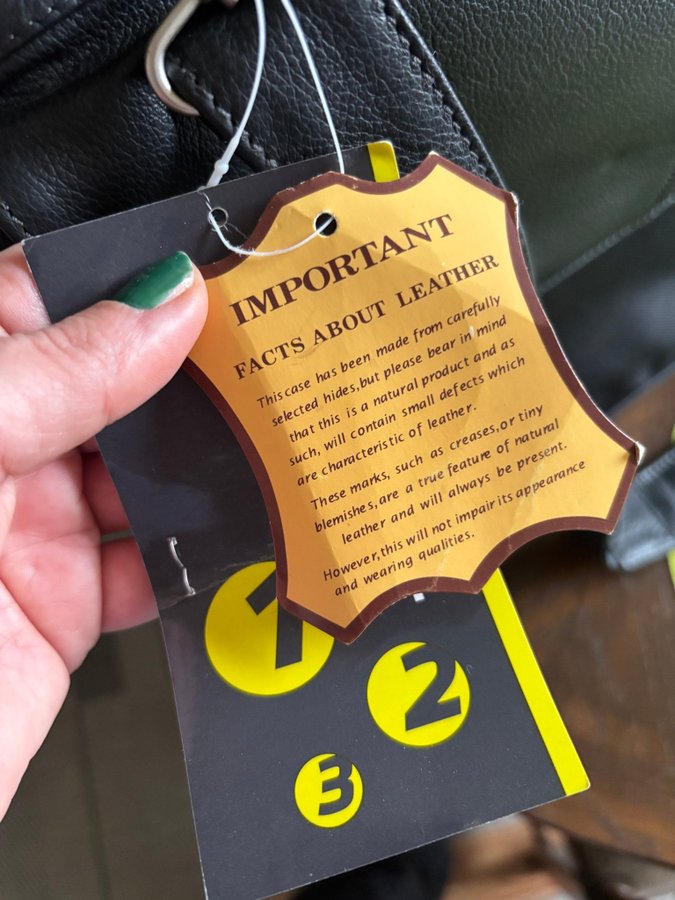 IMPORTANT
FACTS ABOUT LEATHER
This case has been made from carefully
selected hides,but please bear in mind
that this is a natural product and as
such, will contain small defects which
are characteristic of leather.
These marks, such as creases,or tiny
blemishes,are a true feature of natural
leather and will always be present.
However,this will not impair its appearance
and wearing qualities.
1
2
3